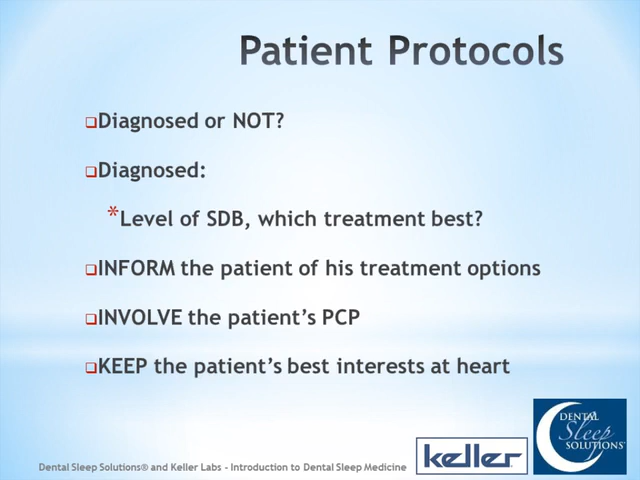 Patient Protocols
Diagnosed or NOT?
Diagnosed:
*Level of SDB, which treatment best?
INFORM the patient of his treatment options
INVOLVE the patient's PCP
KEEP the patient's best interests at heart
Dental Sleep Solutions® and Keller Labs - Introduction to Dental Sleep Medicine
keller
DENTAL
Sleep
SOLUTIONS